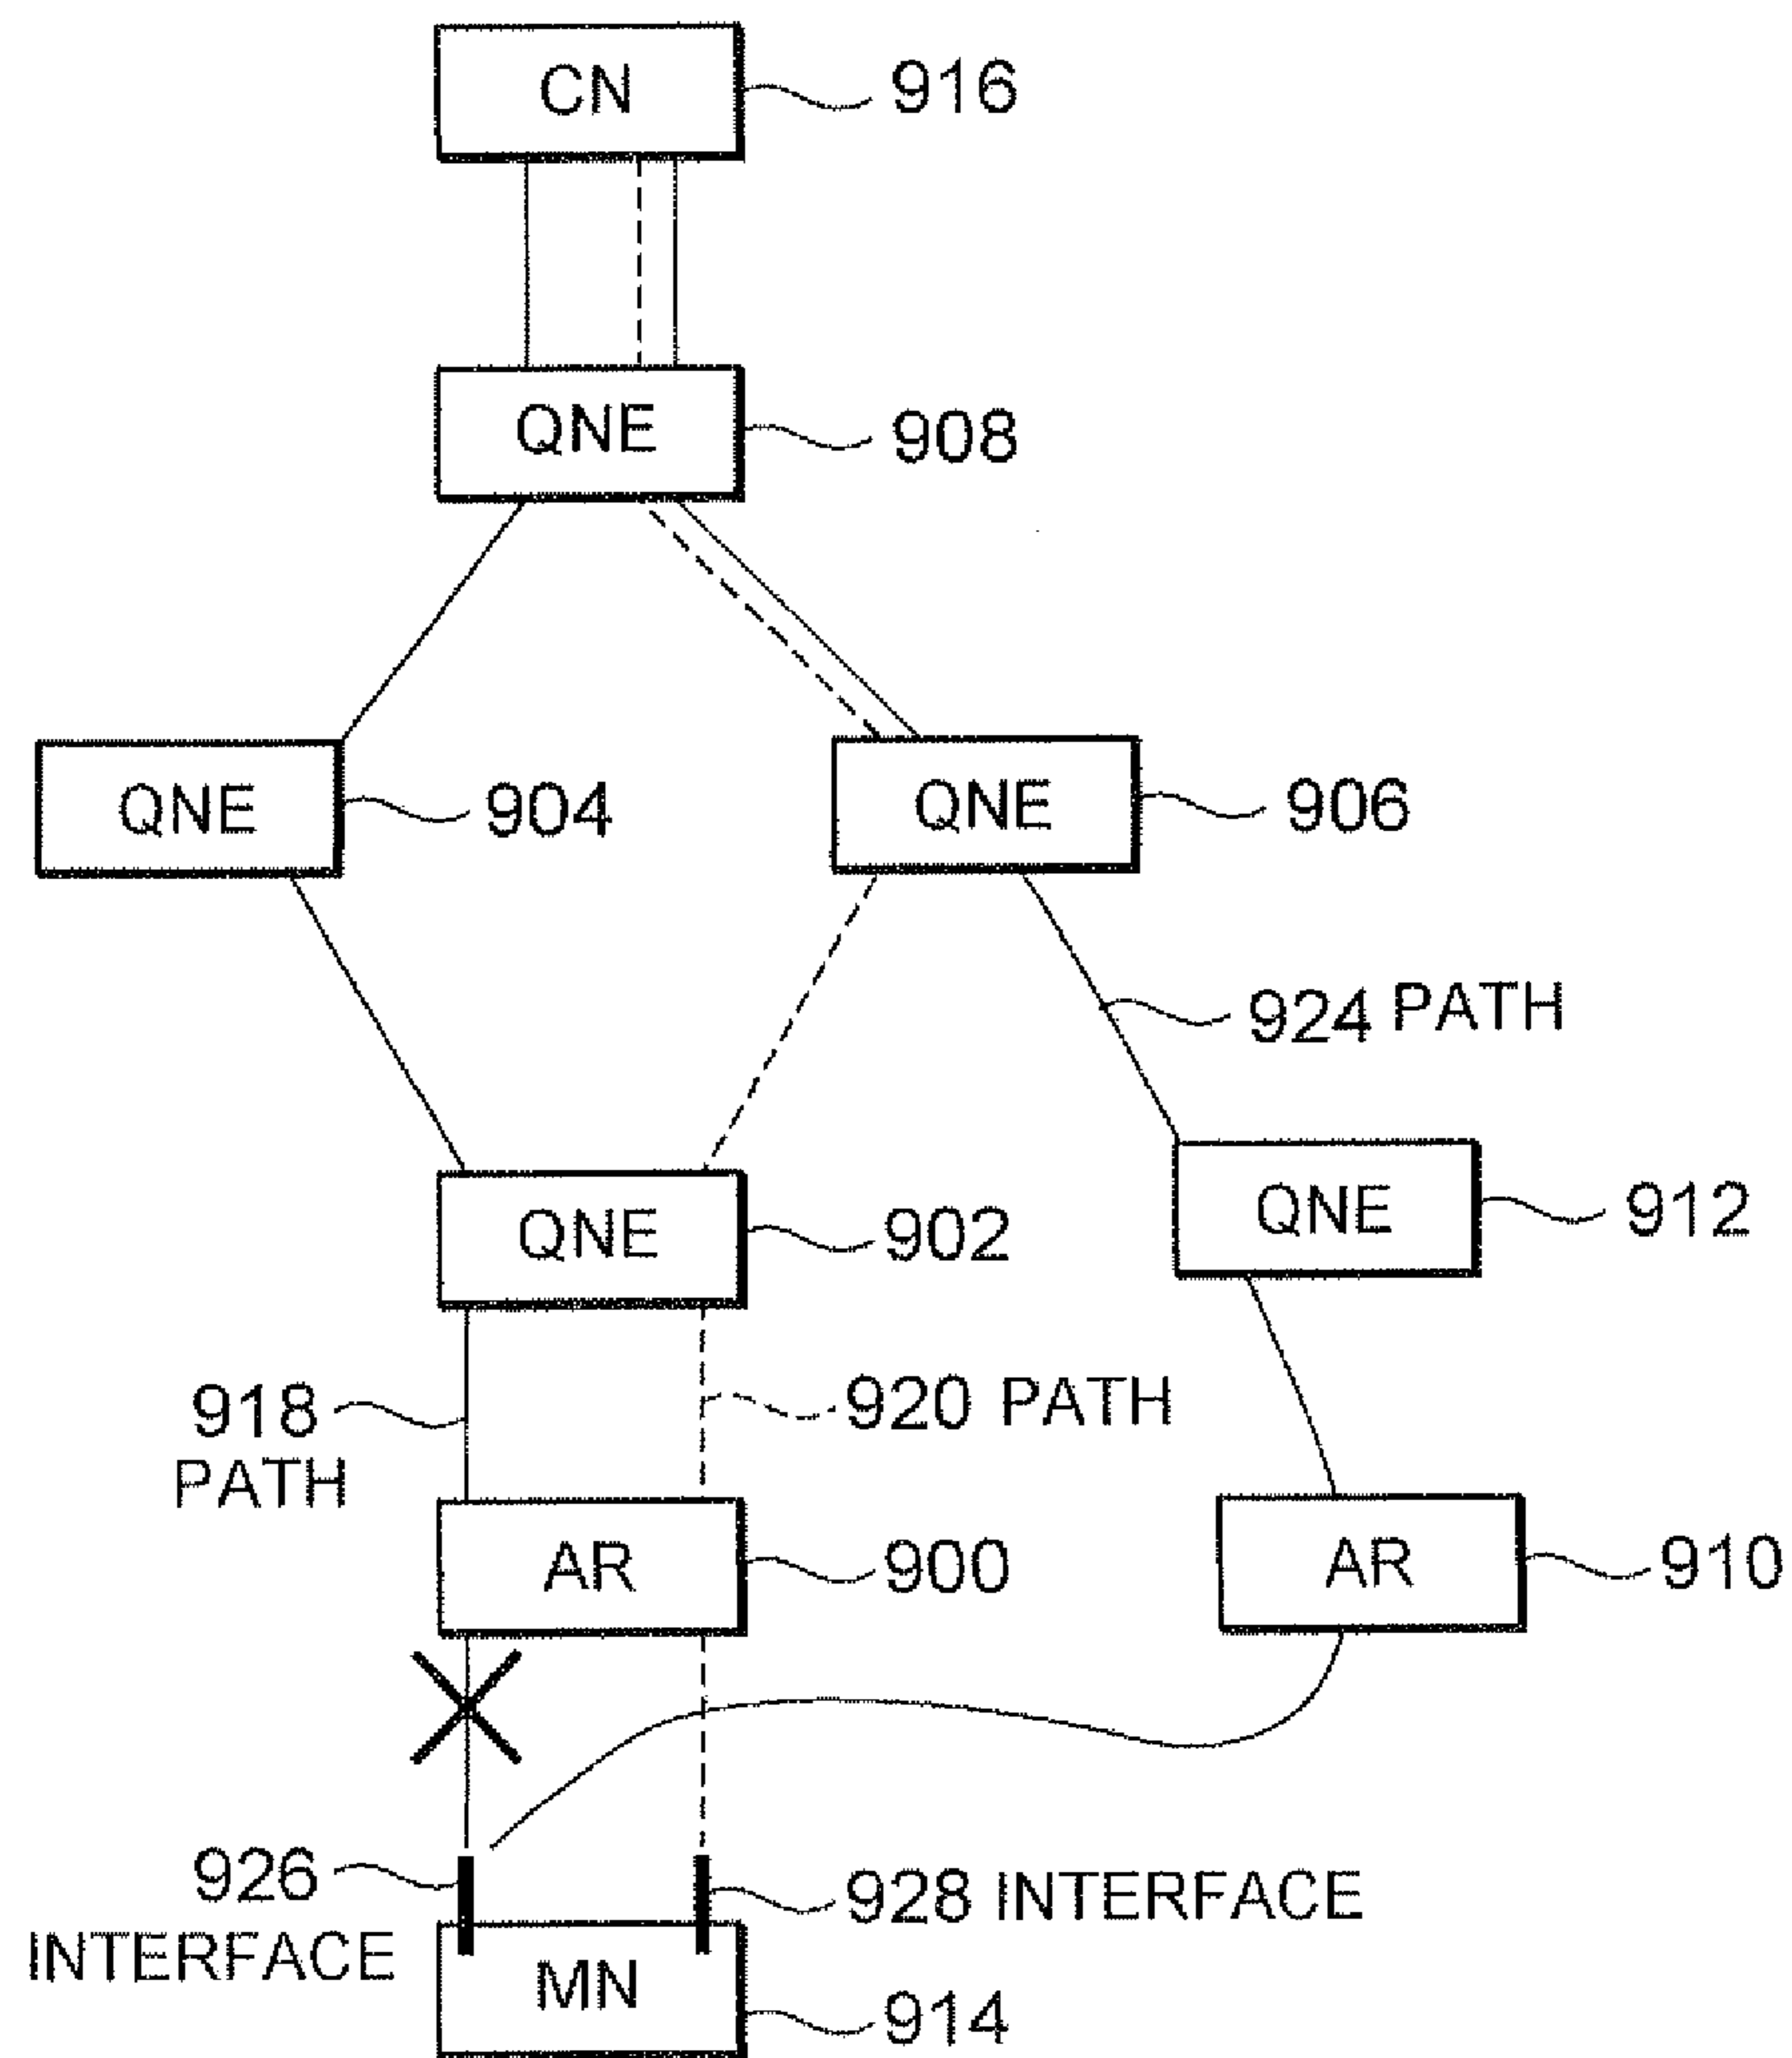 CN 916
QNE 908
QNE 904
QNE 906
924 PATH
QNE 902
QNE 912
918
PATH
920 PATH
AR 900
AR 910
926
INTERFACE
928 INTERFACE
MN 914